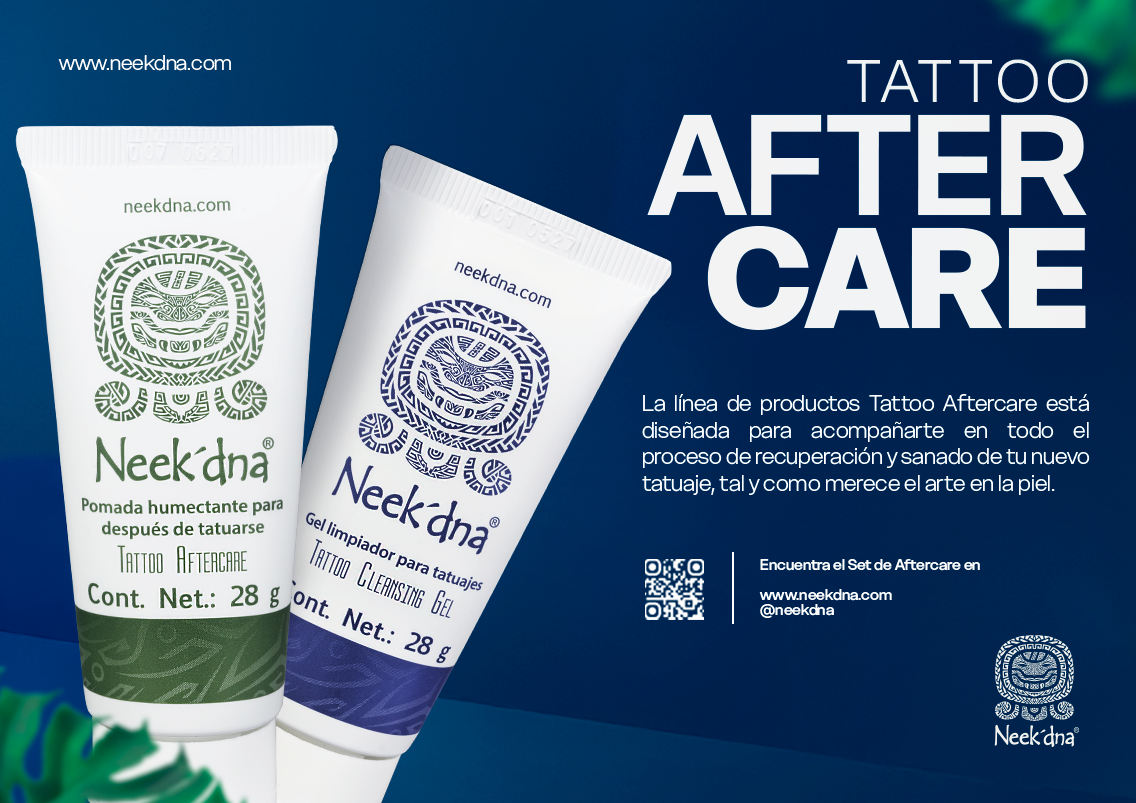 www.neekdna.com
TATTOO
AFTER
CARE
007 0527
neekdna.com
Neek´dna®
Pomada humectante para
después de tatuarse
TATTOO AFTERCARE
Cont. Net.: 28 g
001 0527
neekdna.com
Neek´dna®
Gel limpiador para tatuajes
TATTOO CLEANSING GEL
Cont. Net.: 28 g
La línea de productos Tattoo Aftercare está
diseñada para acompañarte en todo el
proceso de recuperación y sanado de tu nuevo
tatuaje, tal y como merece el arte en la piel.
Encuentra el Set de Aftercare en
www.neekdna.com
@neekdna
Neek´dna®